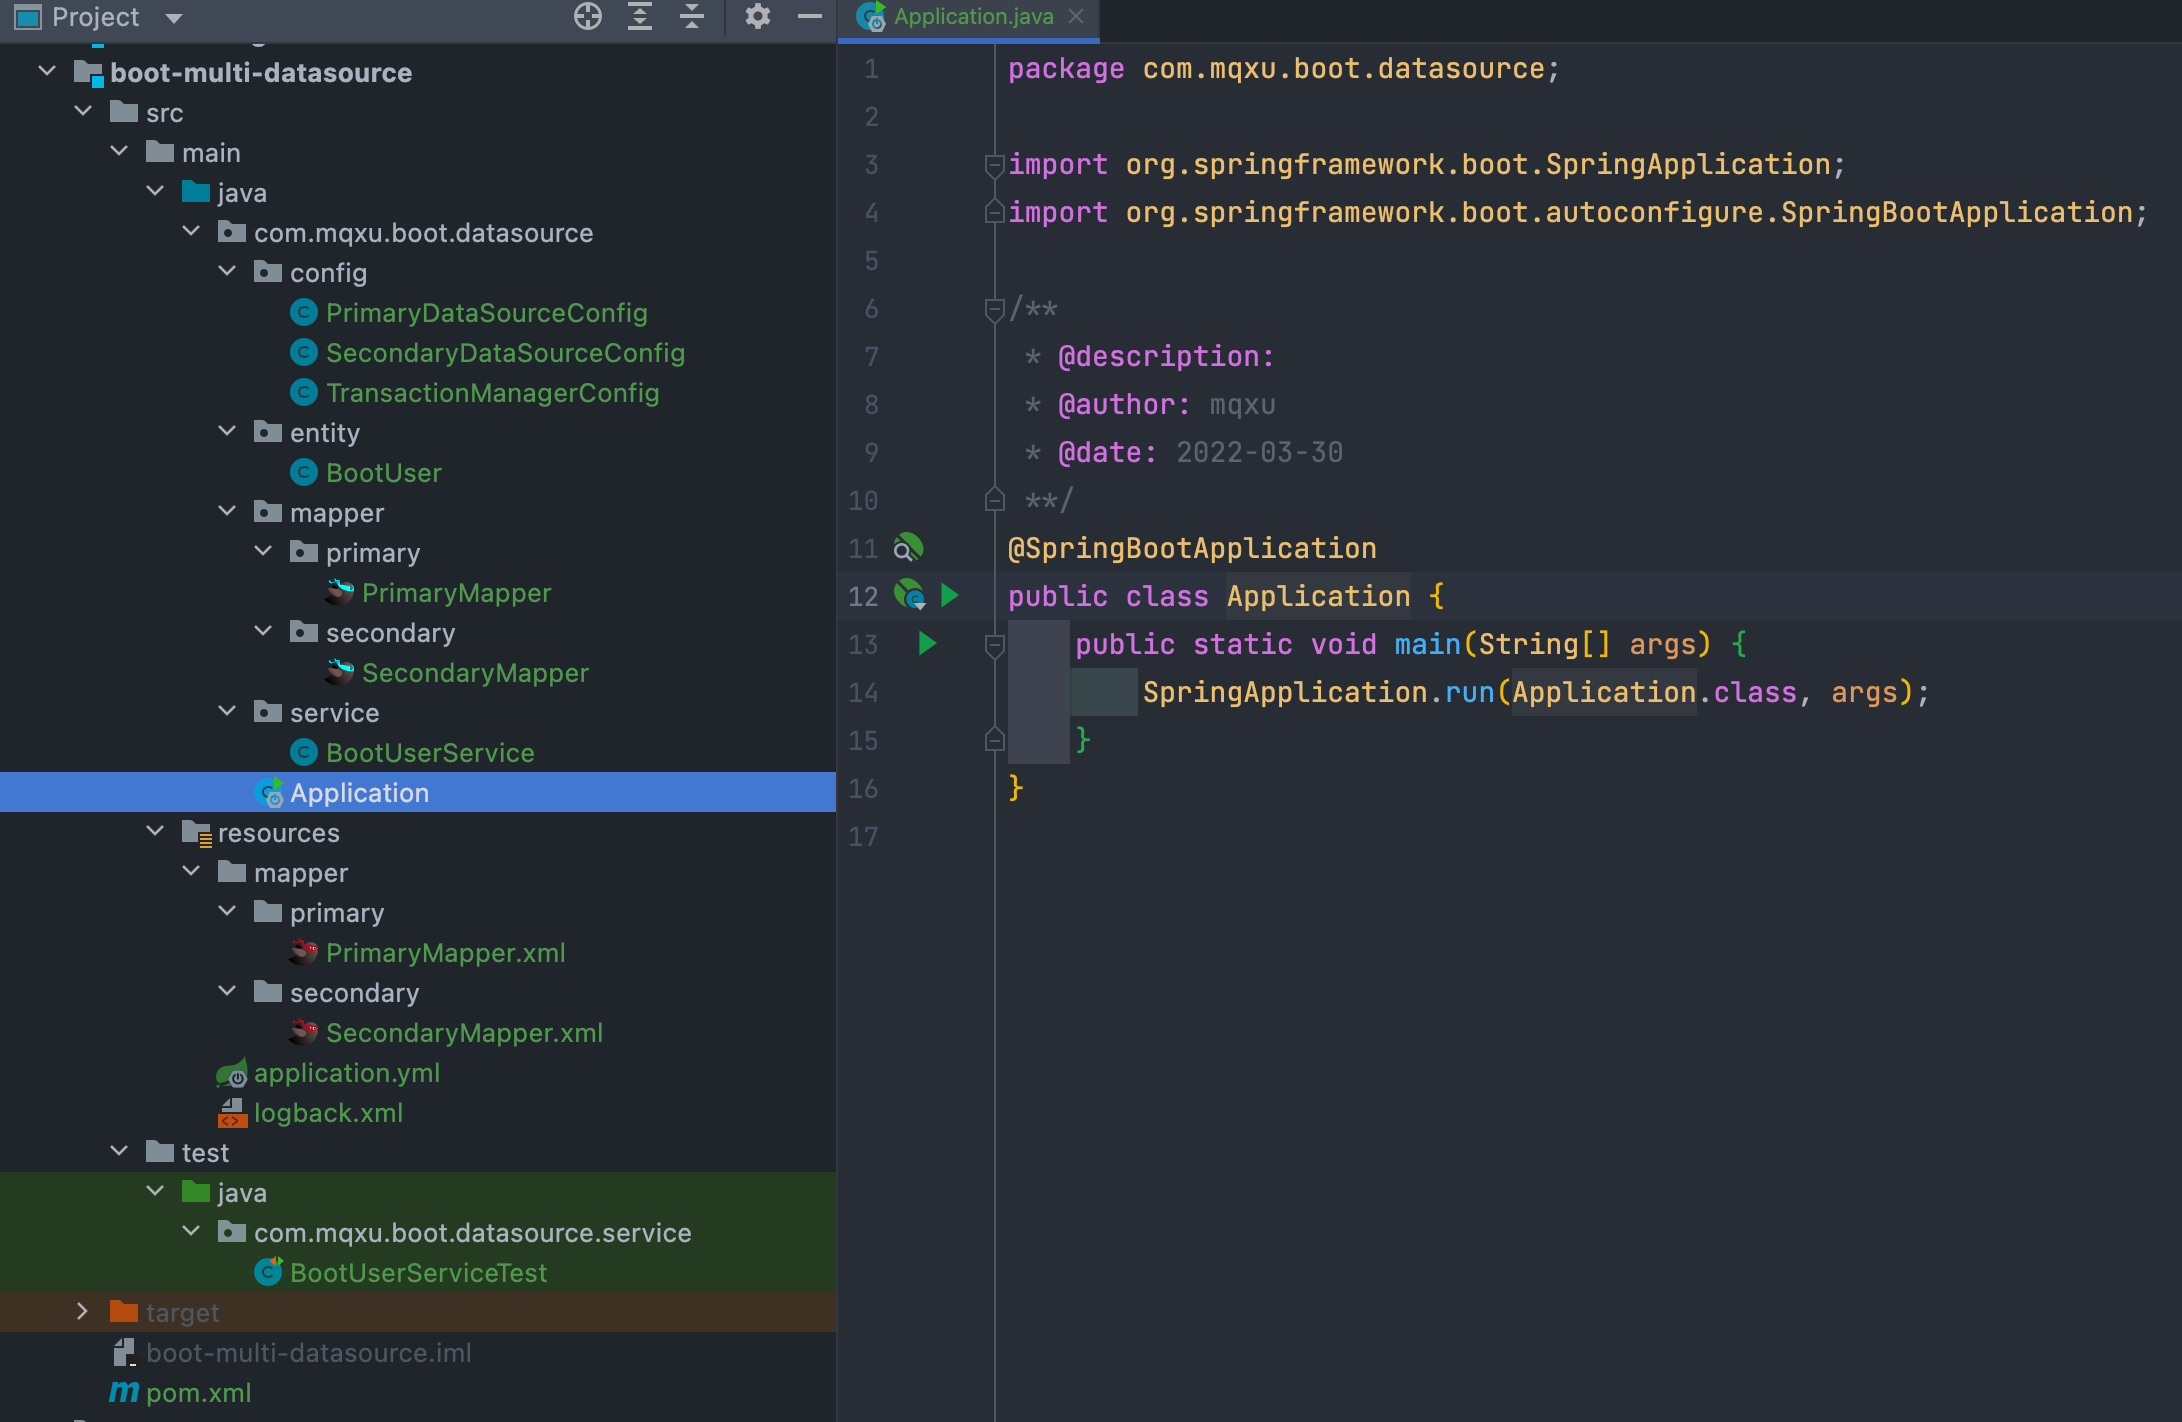 Project
boot-multi-datasource
src
main
java
com.mqxu.boot.datasource
config
PrimaryDataSourceConfig
SecondaryDataSourceConfig
TransactionManagerConfig
entity
BootUser
mapper
primary
PrimaryMapper
secondary
SecondaryMapper
service
BootUserService
Application
resources
mapper
primary
PrimaryMapper.xml
secondary
SecondaryMapper.xml
application.yml
logback.xml
test
java
com.mqxu.boot.datasource.service
BootUserServiceTest
target
boot-multi-datasource.iml
pom.xml
Application.java
1 package com.mqxu.boot.datasource;
2
3 import org.springframework.boot.SpringApplication;
4 import org.springframework.boot.autoconfigure.SpringBootApplication;
5
6 /**
7 * @description:
8 * @author: mqxu
9 * @date: 2022-03-30
10 **/
11 @SpringBootApplication
12 public class Application {
13 public static void main(String[] args) {
14 SpringApplication.run(Application.class, args);
15 }
16 }
17